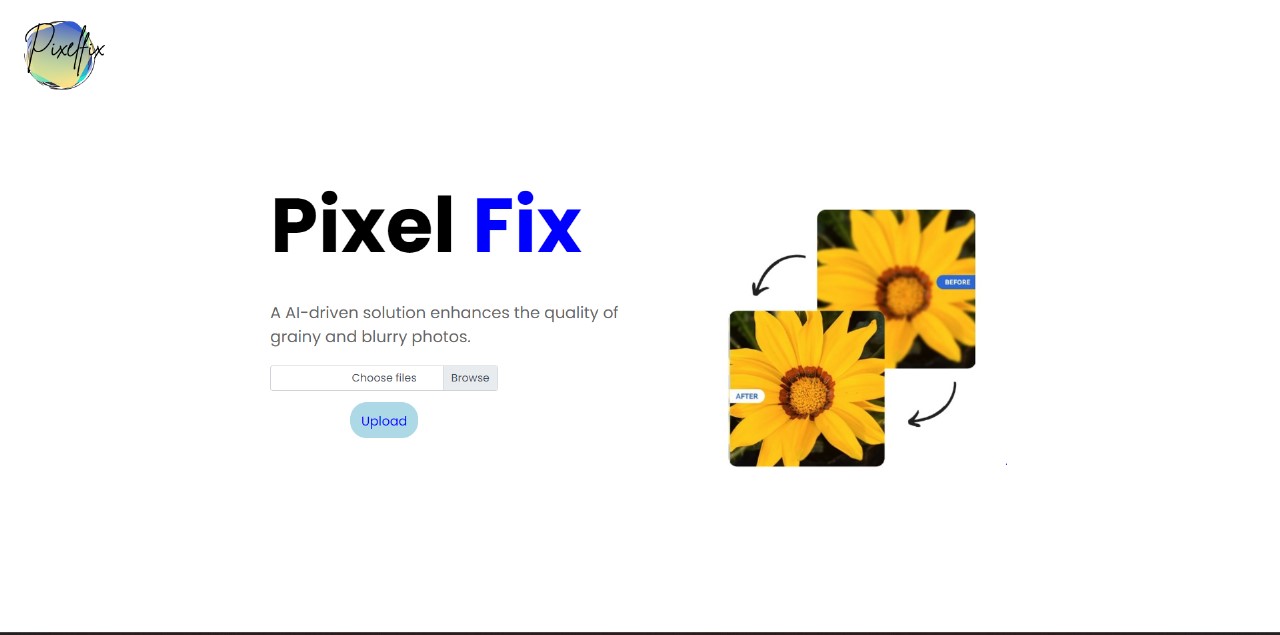 Pixelfix
Pixel Fix
A AI-driven solution enhances the quality of
grainy and blurry photos.
Choose files Browse
Upload
BEFORE
AFTER